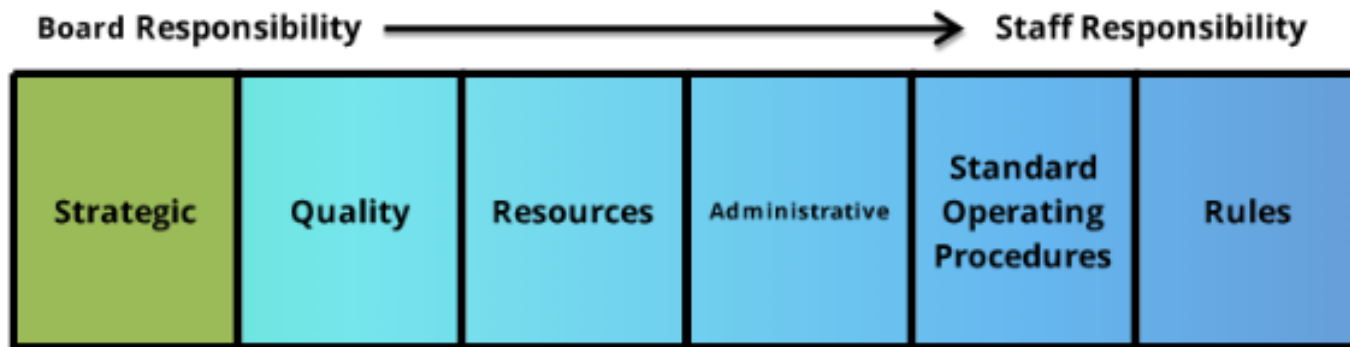 Board Responsibility
Staff Responsibility
Strategic
Quality
Resources
Administrative
Standard
Operating
Procedures
Rules